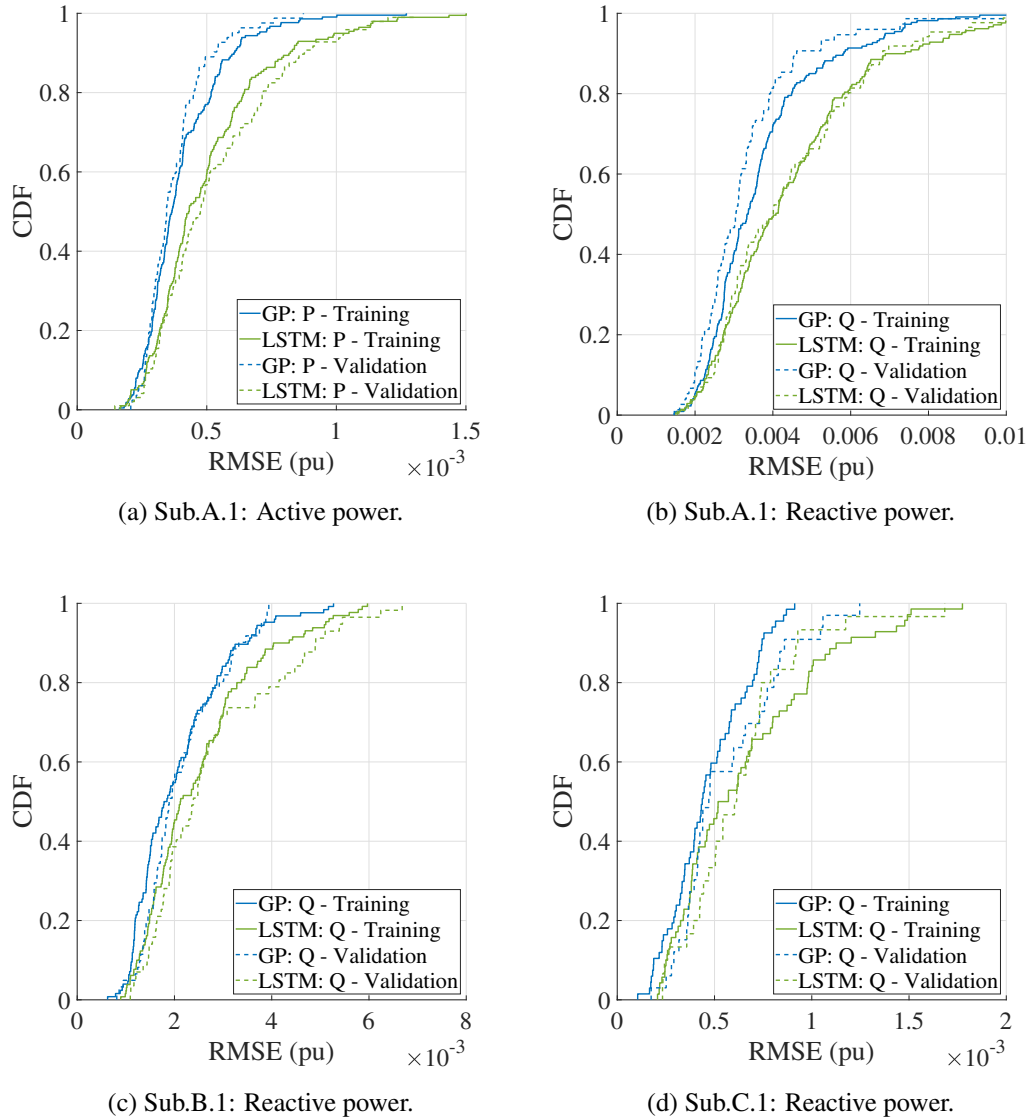 1
0.8
0.6
0.4
0.2
0
CDF
0 0.5 1 1.5
RMSE (pu)
×10⁻³
GP: P - Training
LSTM: P - Training
GP: P - Validation
LSTM: P - Validation
(a) Sub.A.1: Active power.
1
0.8
0.6
0.4
0.2
0
CDF
0 0.002 0.004 0.006 0.008 0.01
RMSE (pu)
GP: Q - Training
LSTM: Q - Training
GP: Q - Validation
LSTM: Q - Validation
(b) Sub.A.1: Reactive power.
1
0.8
0.6
0.4
0.2
0
CDF
0 2 4 6 8
RMSE (pu)
×10⁻³
GP: Q - Training
LSTM: Q - Training
GP: Q - Validation
LSTM: Q - Validation
(c) Sub.B.1: Reactive power.
1
0.8
0.6
0.4
0.2
0
CDF
0 0.5 1 1.5 2
RMSE (pu)
×10⁻³
GP: Q - Training
LSTM: Q - Training
GP: Q - Validation
LSTM: Q - Validation
(d) Sub.C.1: Reactive power.